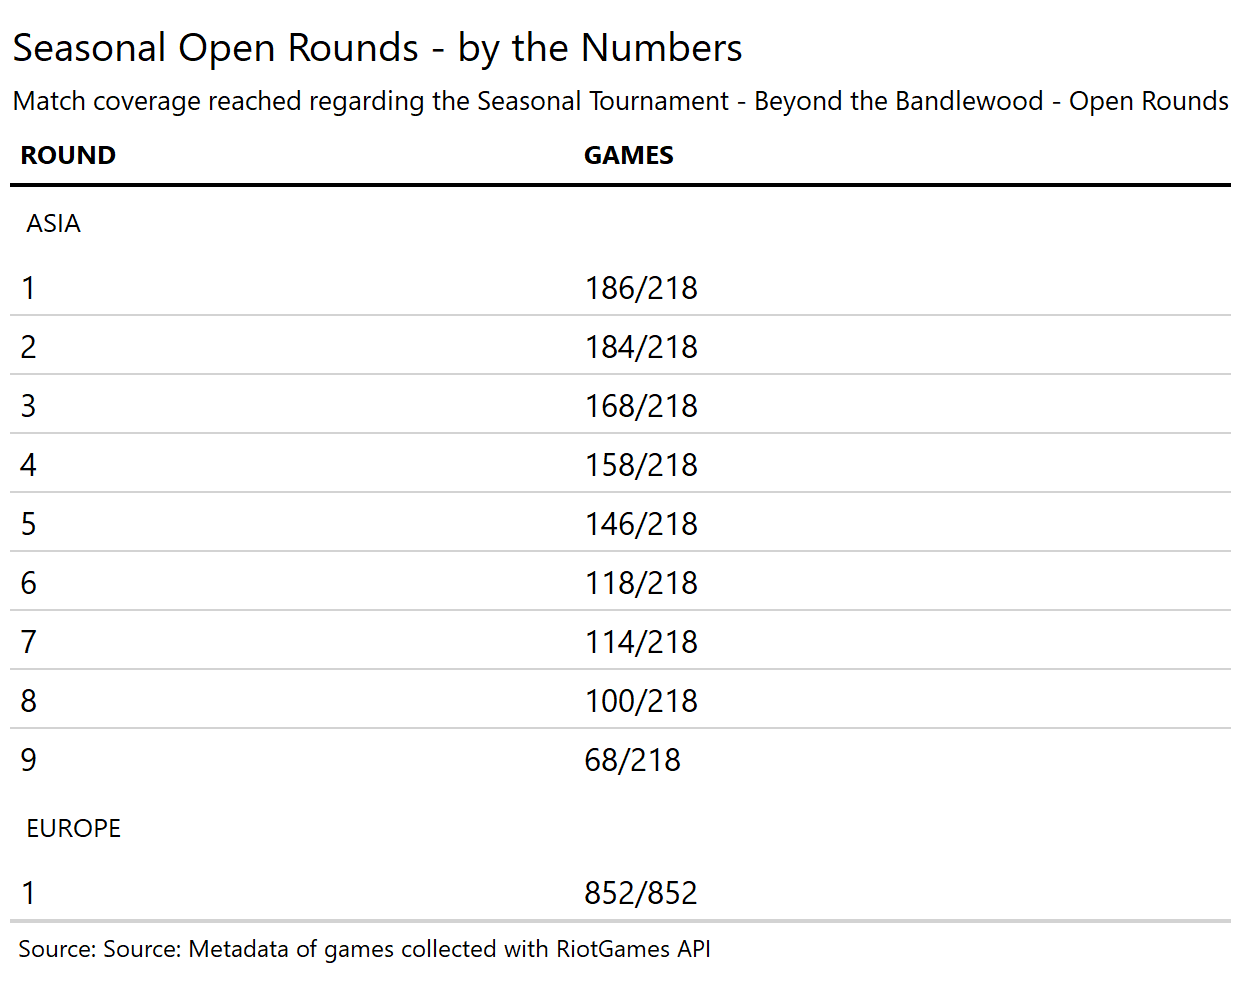 Seasonal Open Rounds - by the Numbers
Match coverage reached regarding the Seasonal Tournament - Beyond the Bandlewood - Open Rounds
ROUND GAMES
ASIA
1 186/218
2 184/218
3 168/218
4 158/218
5 146/218
6 118/218
7 114/218
8 100/218
9 68/218
EUROPE
1 852/852
Source: Source: Metadata of games collected with RiotGames API